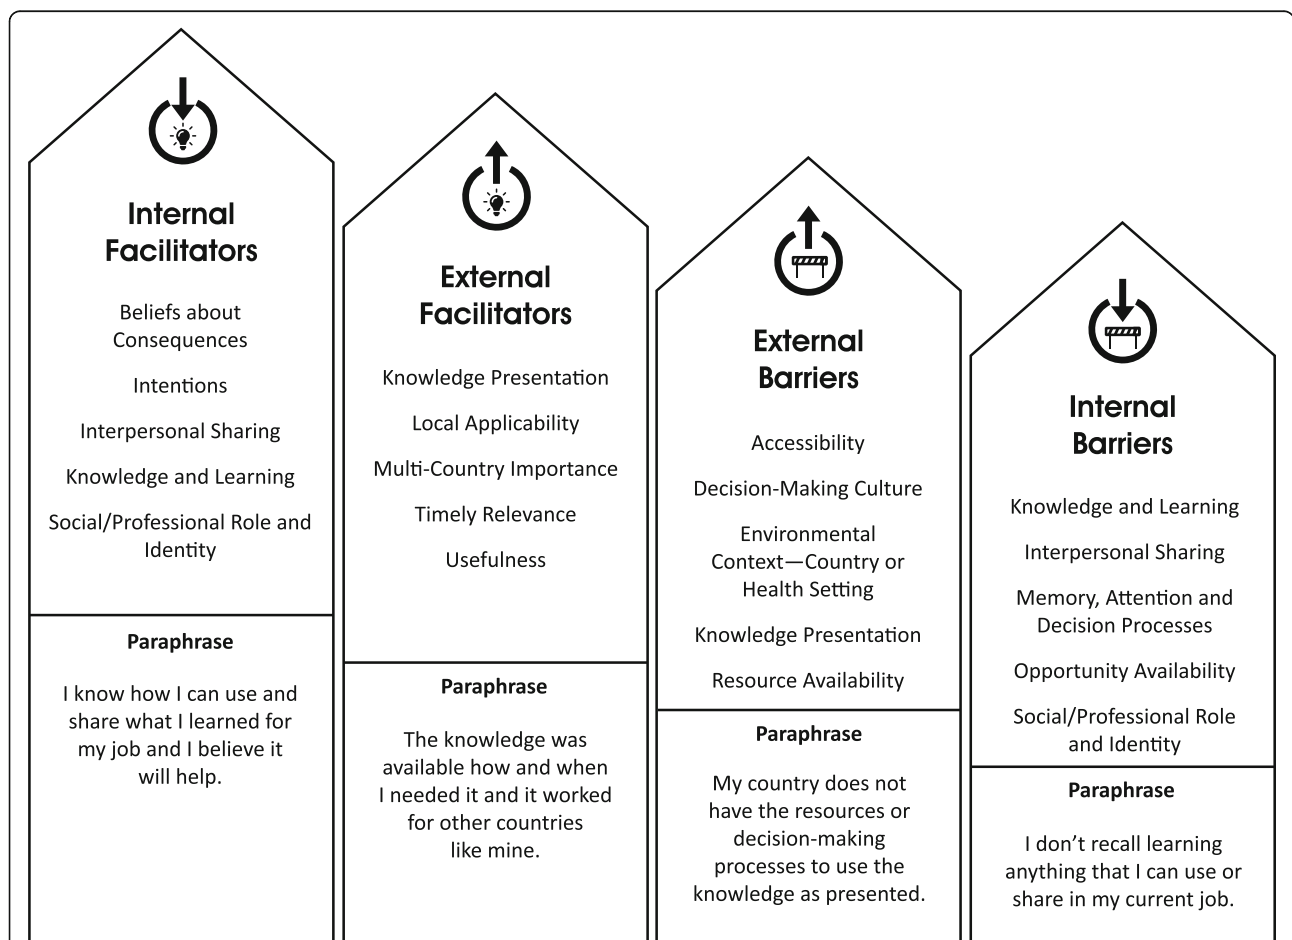 Internal
Facilitators
Beliefs about
Consequences
Intentions
Interpersonal Sharing
Knowledge and Learning
Social/Professional Role and
Identity
Paraphrase
I know how I can use and
share what I learned for
my job and I believe it
will help.
External
Facilitators
Knowledge Presentation
Local Applicability
Multi-Country Importance
Timely Relevance
Usefulness
Paraphrase
The knowledge was
available how and when
I needed it and it worked
for other countries
like mine.
External
Barriers
Accessibility
Decision-Making Culture
Environmental
Context—Country or
Health Setting
Knowledge Presentation
Resource Availability
Paraphrase
My country does not
have the resources or
decision-making
processes to use the
knowledge as presented.
Internal
Barriers
Knowledge and Learning
Interpersonal Sharing
Memory, Attention and
Decision Processes
Opportunity Availability
Social/Professional Role
and Identity
Paraphrase
I don’t recall learning
anything that I can use or
share in my current job.